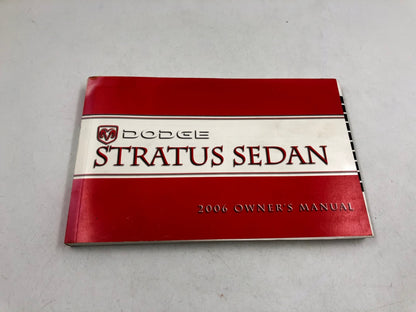 DODGE
STRATUS SEDAN
2006 OWNER'S MANUAL